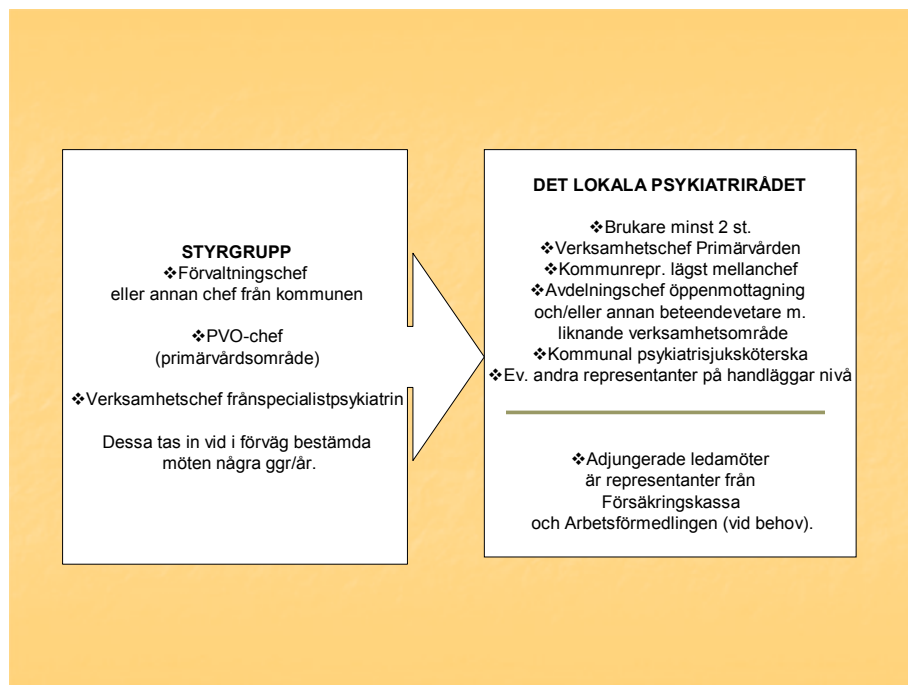 STYRGRUPP
❖Förvaltningschef
eller annan chef från kommunen
❖PVO-chef
(primärvårdsområde)
❖Verksamhetschef frånspecialistpsykiatrin
Dessa tas in vid i förväg bestämda
möten några ggr/år.
DET LOKALA PSYKIATRIRÅDET
❖Brukare minst 2 st.
❖Verksamhetschef Primärvården
❖Kommunrepr. lägst mellanchef
❖Avdelningschef öppenmottagning
och/eller annan beteendevetare m.
liknande verksamhetsområde
❖Kommunal psykiatrisjuksköterska
❖Ev. andra representanter på handläggar nivå
❖Adjungerade ledamöter
är representanter från
Försäkringskassa
och Arbetsförmedlingen (vid behov).